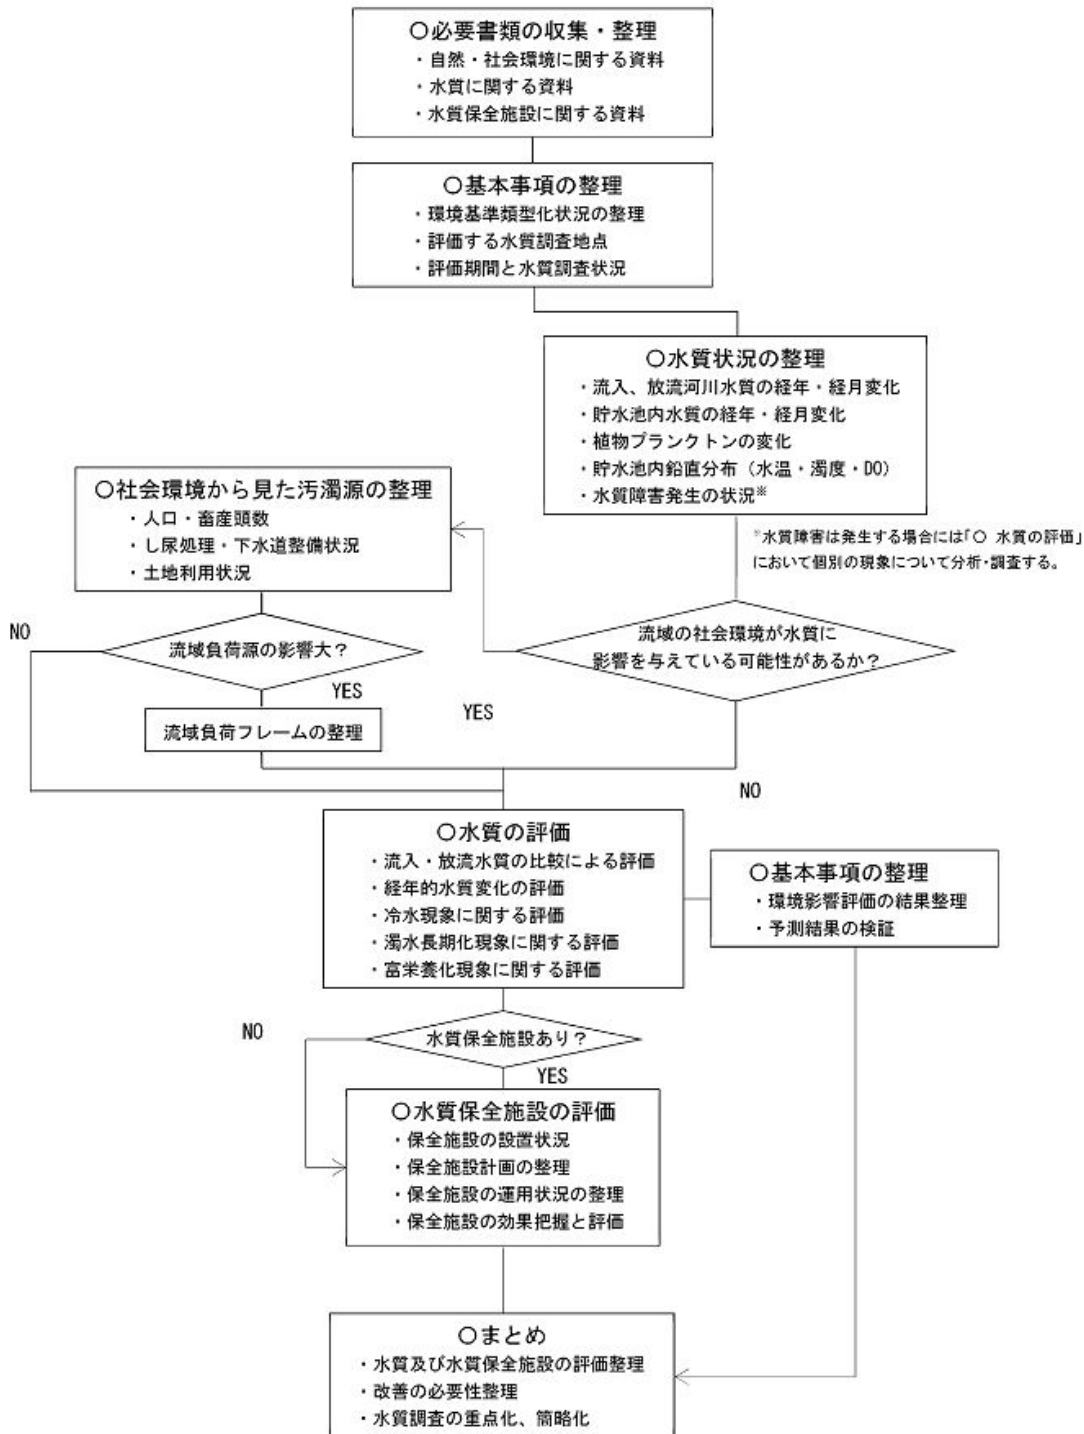 〇必要書類の収集・整理
・自然・社会環境に関する資料
・水質に関する資料
・水質保全施設に関する資料
〇基本事項の整理
・環境基準類型化状況の整理
・評価する水質調査地点
・評価期間と水質調査状況
〇水質状況の整理
・流入、放流河川水質の経年・経月変化
・貯水池内水質の経年・経月変化
・植物プランクトンの変化
・貯水池内鉛直分布（水温・濁度・DO）
・水質障害発生の状況※
※水質障害は発生する場合には「〇 水質の評価」
において個別の現象について分析・調査する。
〇社会環境から見た汚濁源の整理
・人口・畜産頭数
・し尿処理・下水道整備状況
・土地利用状況
流域の社会環境が水質に
影響を与えている可能性があるか？
NO
流域負荷源の影響大？
YES
YES
流域負荷フレームの整理
NO
〇水質の評価
・流入・放流水質の比較による評価
・経年的水質変化の評価
・冷水現象に関する評価
・濁水長期化現象に関する評価
・富栄養化現象に関する評価
〇基本事項の整理
・環境影響評価の結果整理
・予測結果の検証
NO
水質保全施設あり？
YES
〇水質保全施設の評価
・保全施設の設置状況
・保全施設計画の整理
・保全施設の運用状況の整理
・保全施設の効果把握と評価
〇まとめ
・水質及び水質保全施設の評価整理
・改善の必要性整理
・水質調査の重点化、簡略化